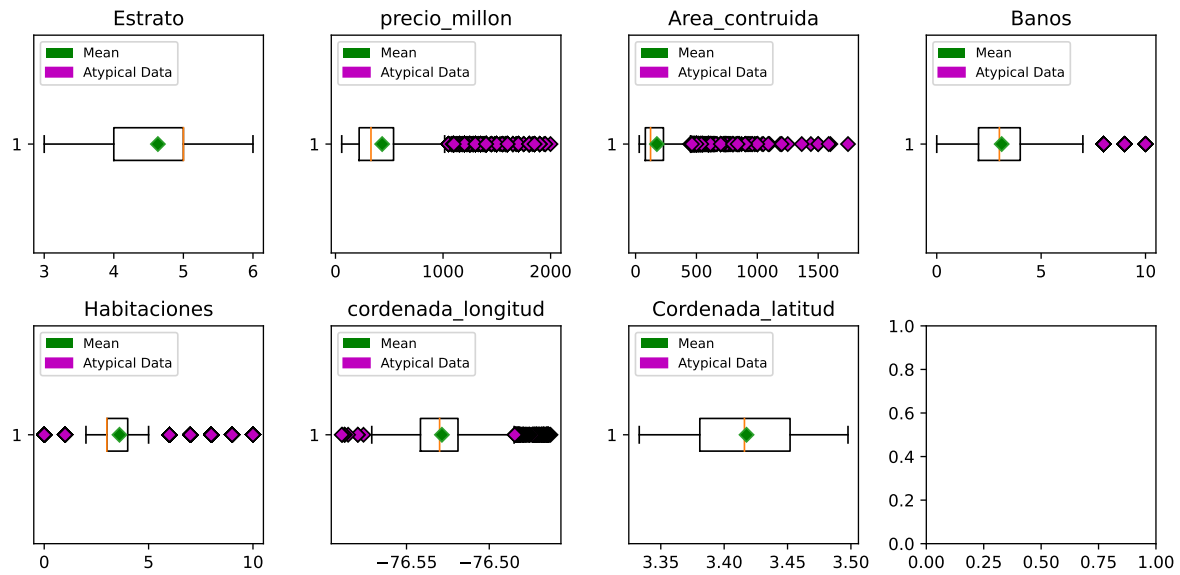 Estrato
Mean
Atypical Data
1
3 4 5 6
precio_millon
Mean
Atypical Data
1
0 1000 2000
Area_contruida
Mean
Atypical Data
1
0 500 1000 1500
Banos
Mean
Atypical Data
1
0 5 10
Habitaciones
Mean
Atypical Data
1
0 5 10
cordenada_longitud
Mean
Atypical Data
1
−76.55 −76.50
Cordenada_latitud
Mean
Atypical Data
1
3.35 3.40 3.45 3.50
1.0
0.8
0.6
0.4
0.2
0.0
0.00 0.25 0.50 0.75 1.00